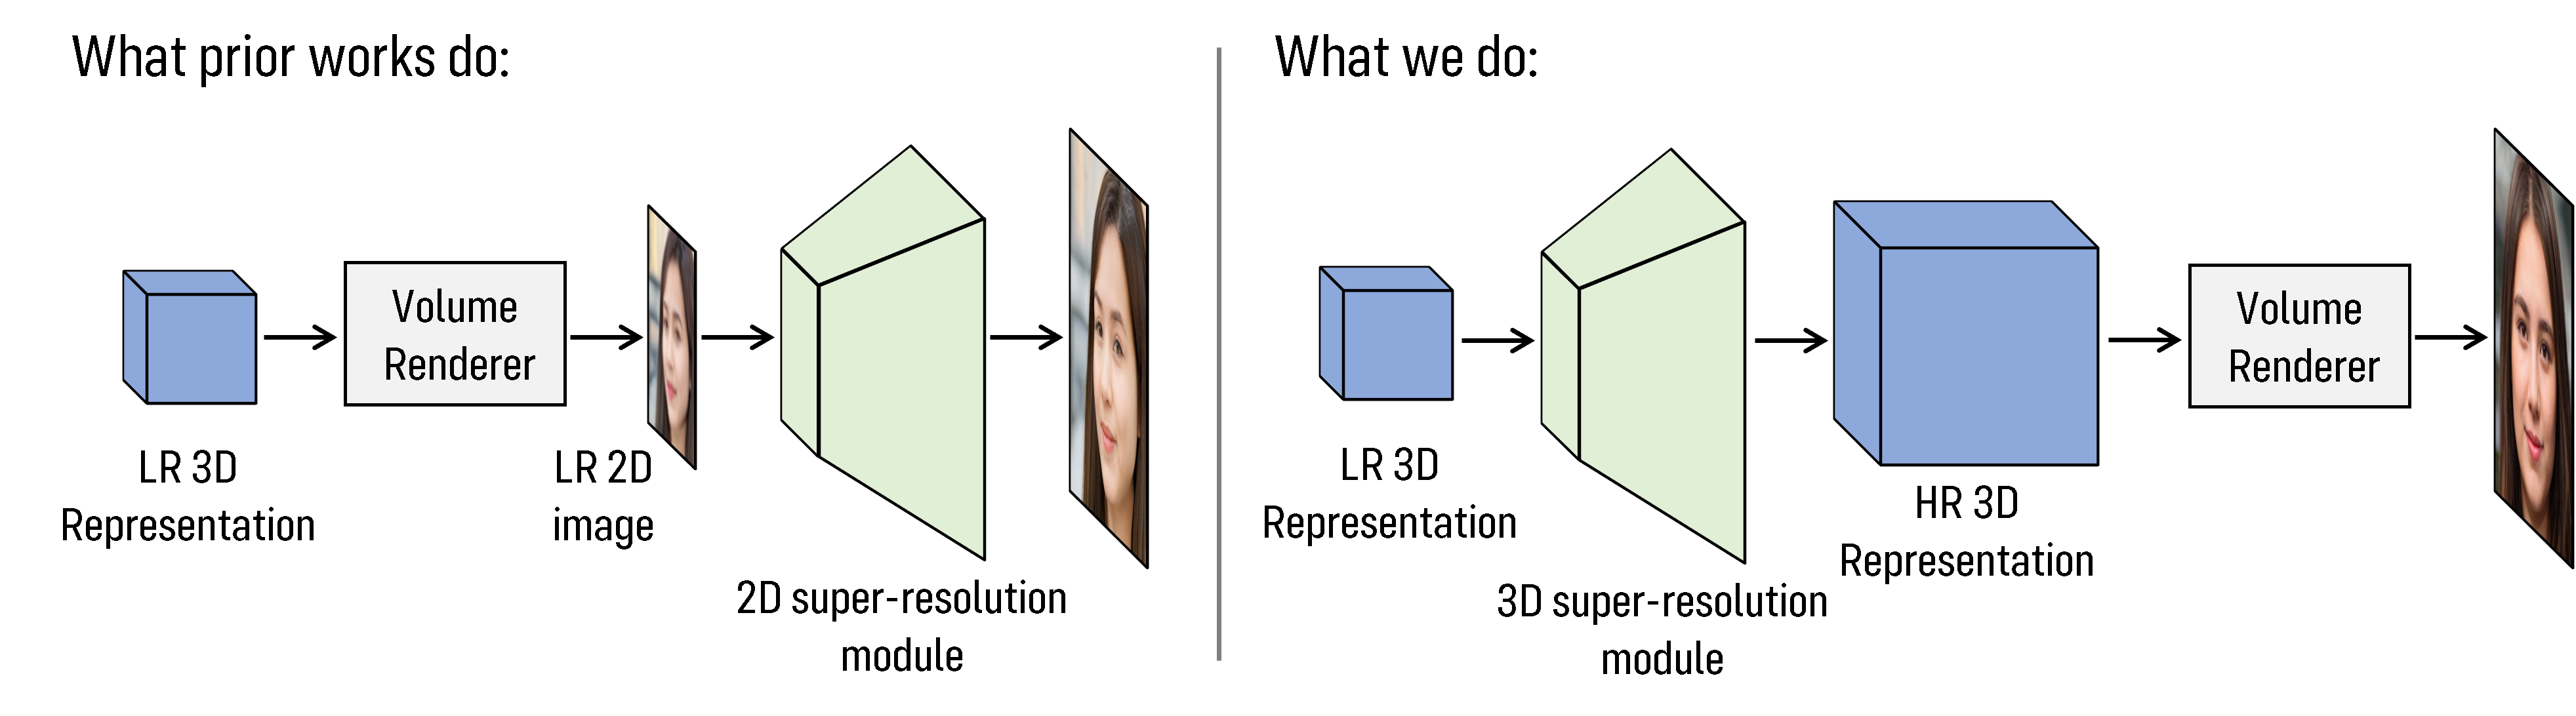 What prior works do:
LR 3D
Representation
Volume
Renderer
LR 2D
image
2D super-resolution
module
What we do:
LR 3D
Representation
3D super-resolution
module
HR 3D
Representation
Volume
Renderer